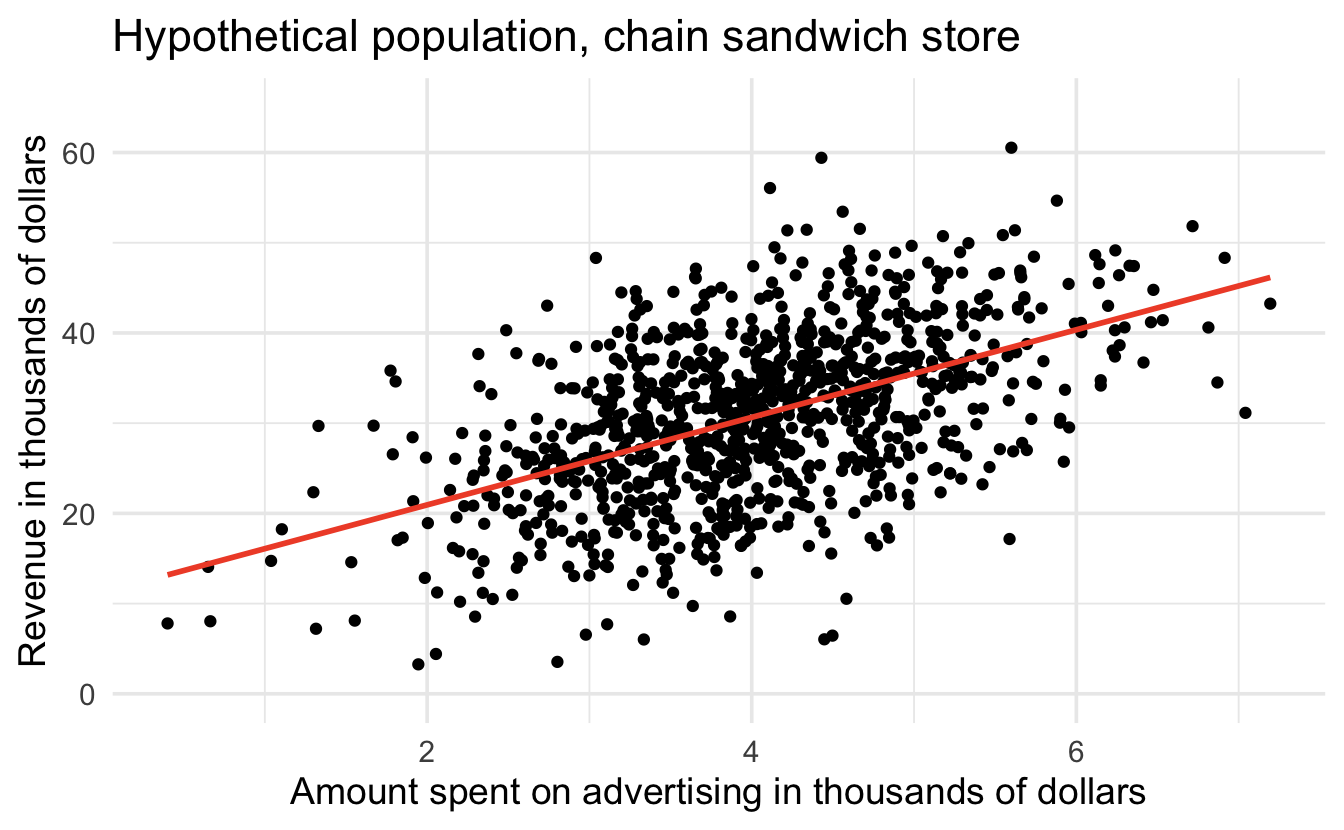 Hypothetical population, chain sandwich store
Revenue in thousands of dollars
60
40
20
0
2
4
6
Amount spent on advertising in thousands of dollars